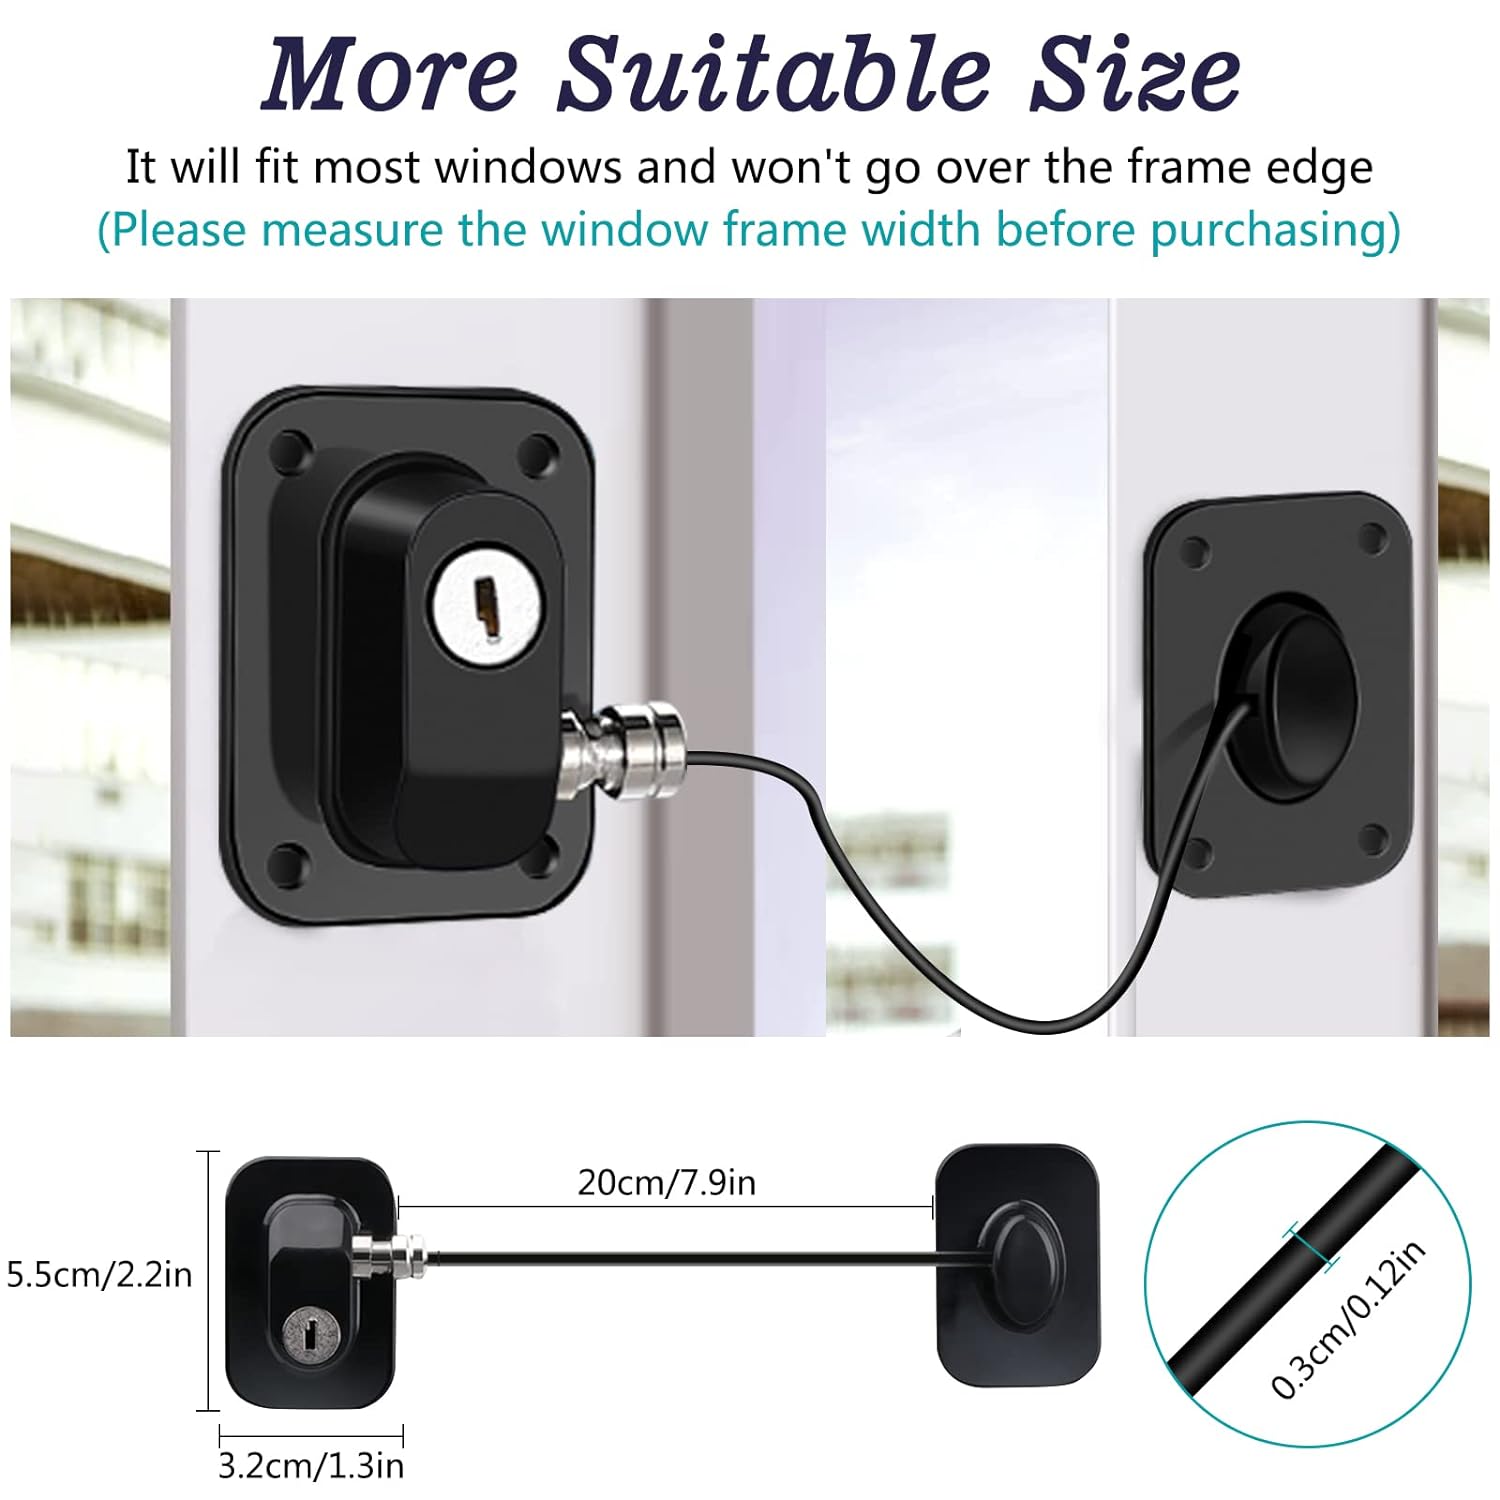 More Suitable Size
It will fit most windows and won't go over the frame edge
(Please measure the window frame width before purchasing)
20cm/7.9in
5.5cm/2.2in
0.3cm/0.12in
3.2cm/1.3in